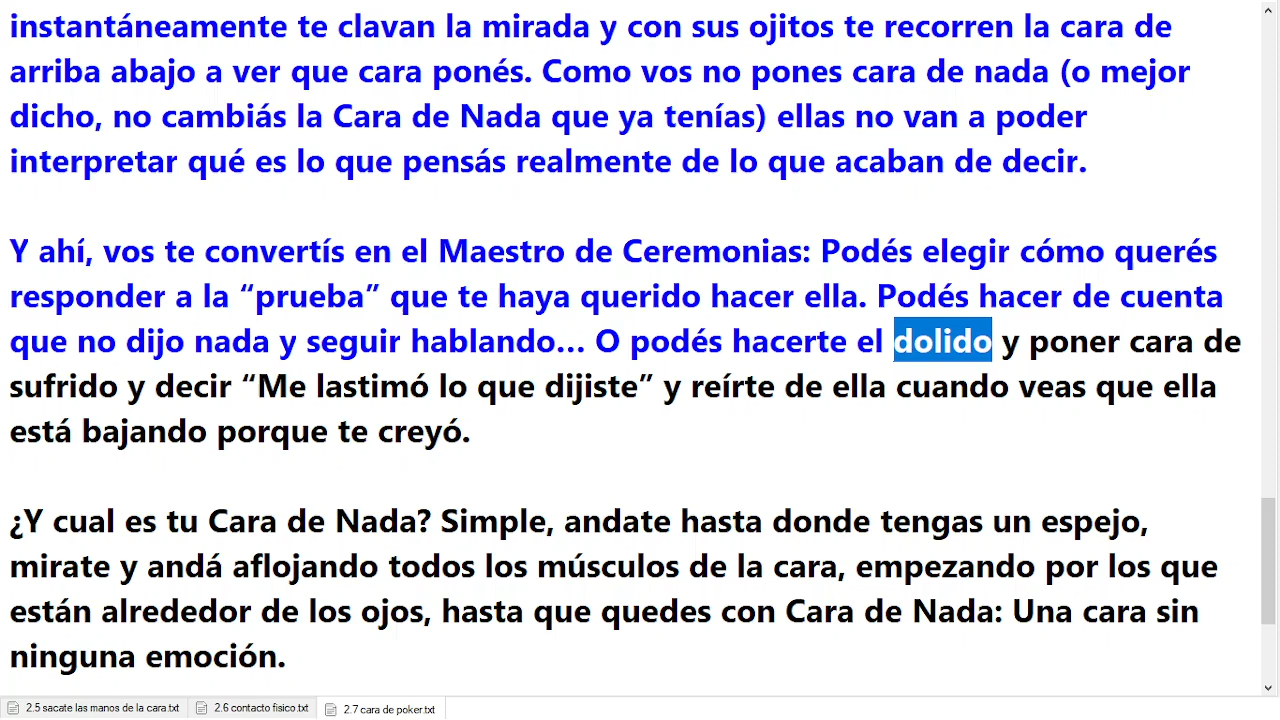 instantáneamente te clavan la mirada y con sus ojitos te recorren la cara de
arriba abajo a ver que cara ponés. Como vos no pones cara de nada (o mejor
dicho, no cambiás la Cara de Nada que ya tenías) ellas no van a poder
interpretar qué es lo que pensás realmente de lo que acaban de decir.
Y ahí, vos te convertís en el Maestro de Ceremonias: Podés elegir cómo querés
responder a la “prueba” que te haya querido hacer ella. Podés hacer de cuenta
que no dijo nada y seguir hablando… O podés hacerte el dolido y poner cara de
sufrido y decir “Me lastimó lo que dijiste” y reírte de ella cuando veas que ella
está bajando porque te creyó.
¿Y cual es tu Cara de Nada? Simple, andate hasta donde tengas un espejo,
mirate y andá aflojando todos los músculos de la cara, empezando por los que
están alrededor de los ojos, hasta que quedes con Cara de Nada: Una cara sin
ninguna emoción.
2.5 sacate las manos de la cara.txt 2.6 contacto fisico.txt 2.7 cara de poker.txt